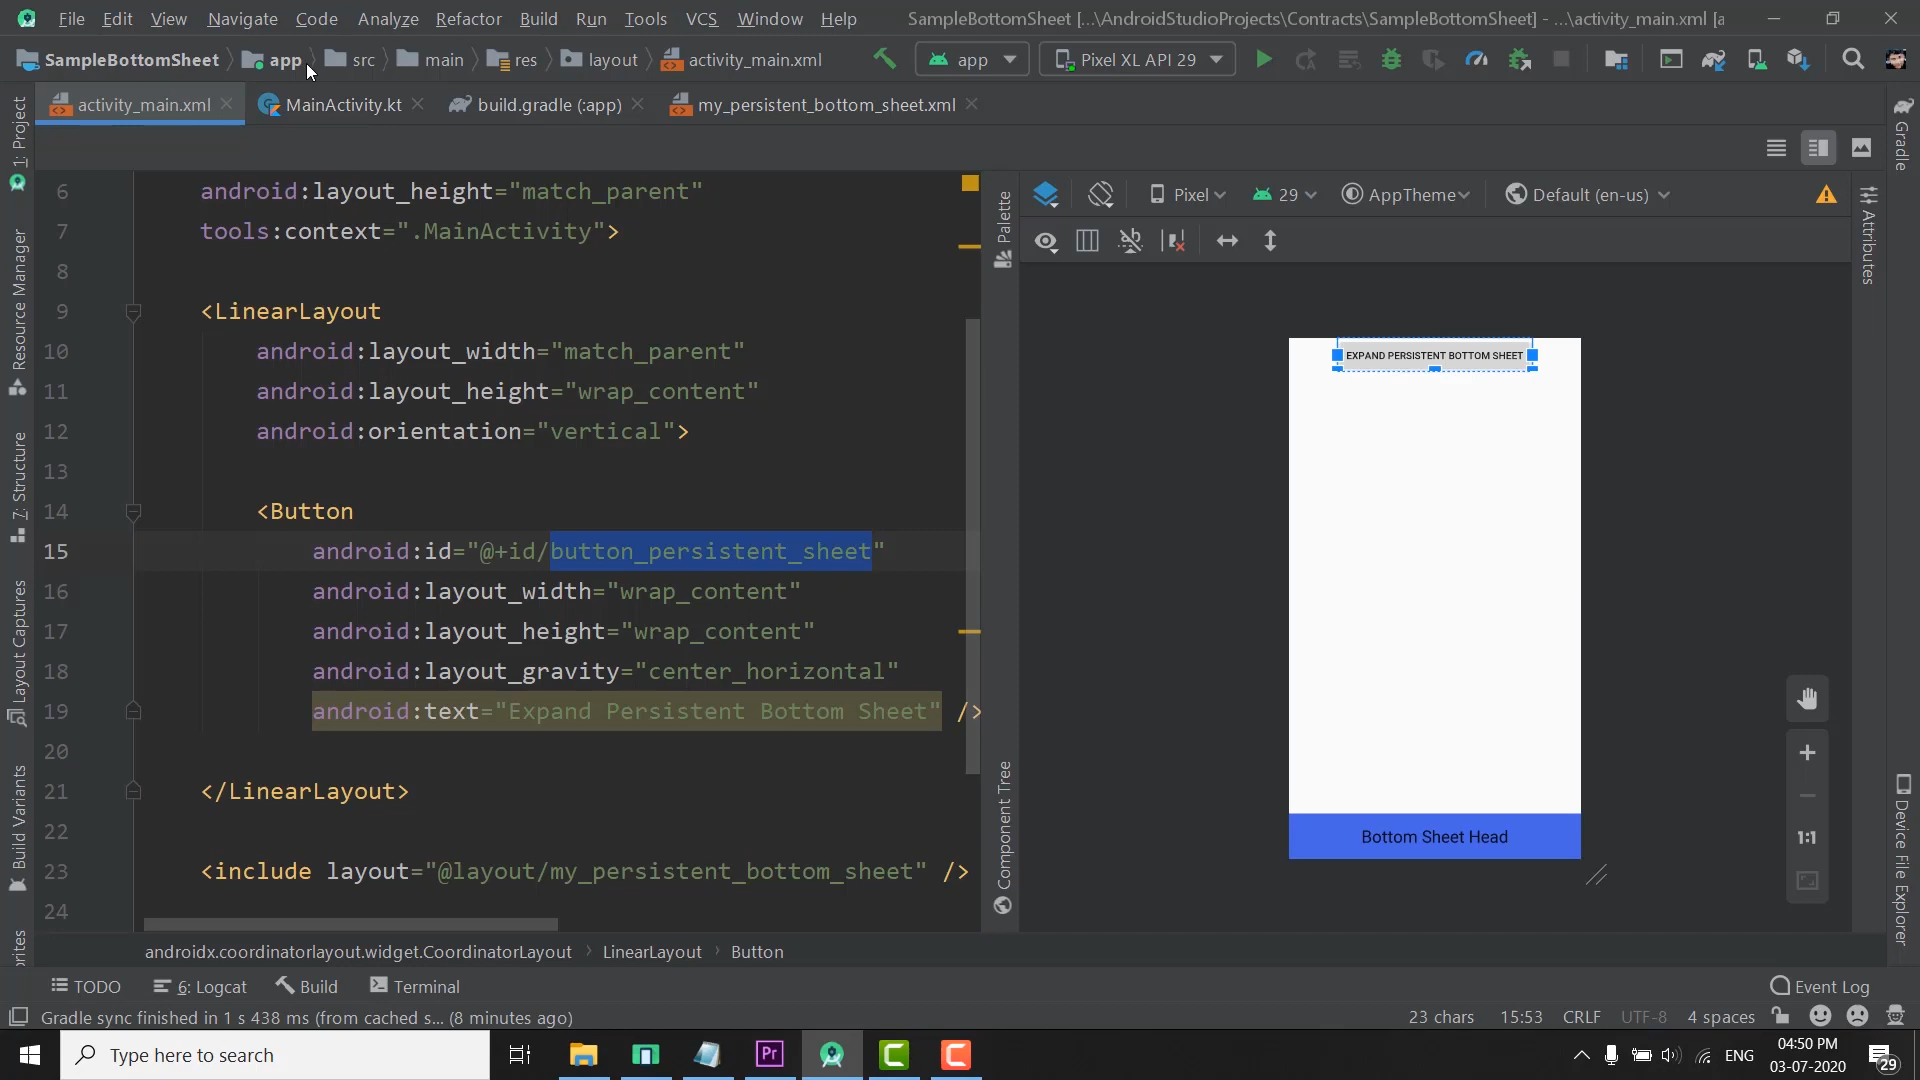 File Edit View Navigate Code Analyze Refactor Build Run Tools VCS Window Help SampleBottomSheet [...\AndroidStudioProjects\Contracts\SampleBottomSheet] - ...\activity_main.xml [a
SampleBottomSheet app src main res layout activity_main.xml app Pixel XL API 29
activity_main.xml MainActivity.kt build.gradle (:app) my_persistent_bottom_sheet.xml
1: Project
Resource Manager
Z: Structure
Layout Captures
Build Variants
orites
6 android:layout_height="match_parent"
7 tools:context=".MainActivity">
8
9 <LinearLayout
10 android:layout_width="match_parent"
11 android:layout_height="wrap_content"
12 android:orientation="vertical">
13
14 <Button
15 android:id="@+id/button_persistent_sheet"
16 android:layout_width="wrap_content"
17 android:layout_height="wrap_content"
18 android:layout_gravity="center_horizontal"
19 android:text="Expand Persistent Bottom Sheet" />
20
21 </LinearLayout>
22
23 <include layout="@layout/my_persistent_bottom_sheet" />
24
Palette
Component Tree
Pixel 29 AppTheme Default (en-us)
EXPAND PERSISTENT BOTTOM SHEET
Bottom Sheet Head
1:1
Gradle
Attributes
Device File Explorer
androidx.coordinatorlayout.widget.CoordinatorLayout LinearLayout Button
TODO 6: Logcat Build Terminal Event Log
Gradle sync finished in 1 s 438 ms (from cached s... (8 minutes ago) 23 chars 15:53 CRLF UTF-8 4 spaces
Type here to search
Pr
ENG
04:50 PM
03-07-2020
29